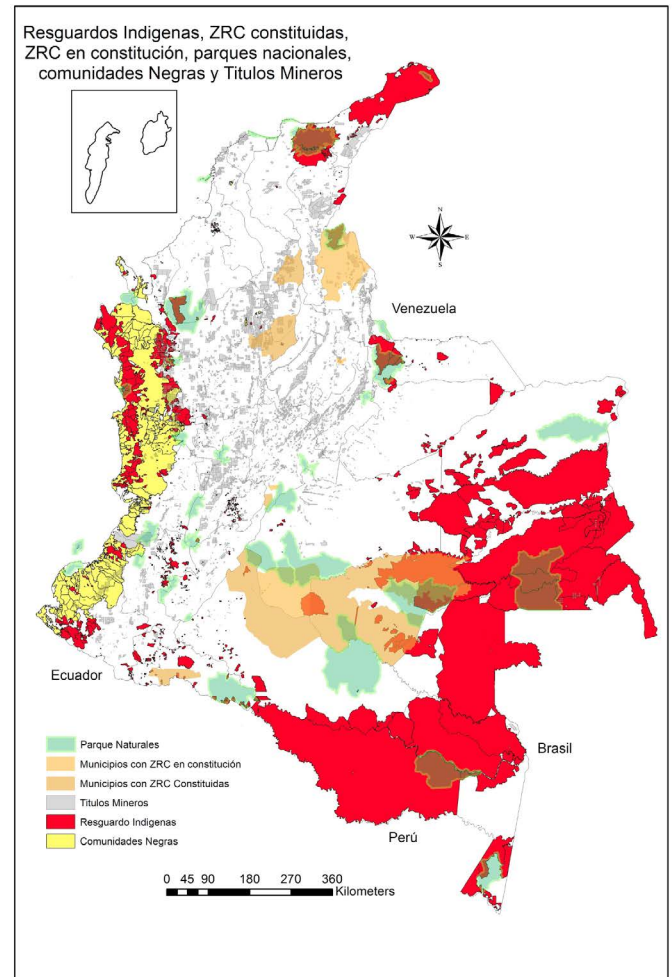 Resguardos Indigenas, ZRC constituidas,
ZRC en constitución, parques nacionales,
comunidades Negras y Titulos Mineros
N
W E
S
Venezuela
Ecuador
Brasil
Perú
Parque Naturales
Municipios con ZRC en constitución
Municipios con ZRC Constituidas
Titulos Mineros
Resguardo Indigenas
Comunidades Negras
0 45 90 180 270 360
Kilometers